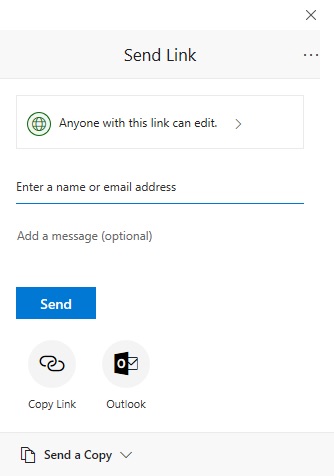 Send Link
Anyone with this link can edit.
Enter a name or email address
Add a message (optional)
Send
Copy Link
Outlook
Send a Copy